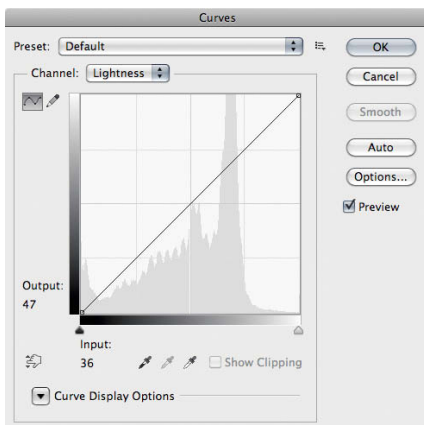 Curves
Preset: Default
OK
Channel: Lightness
Cancel
Smooth
Auto
Options...
Preview
Output:
47
Input:
36
Show Clipping
Curve Display Options